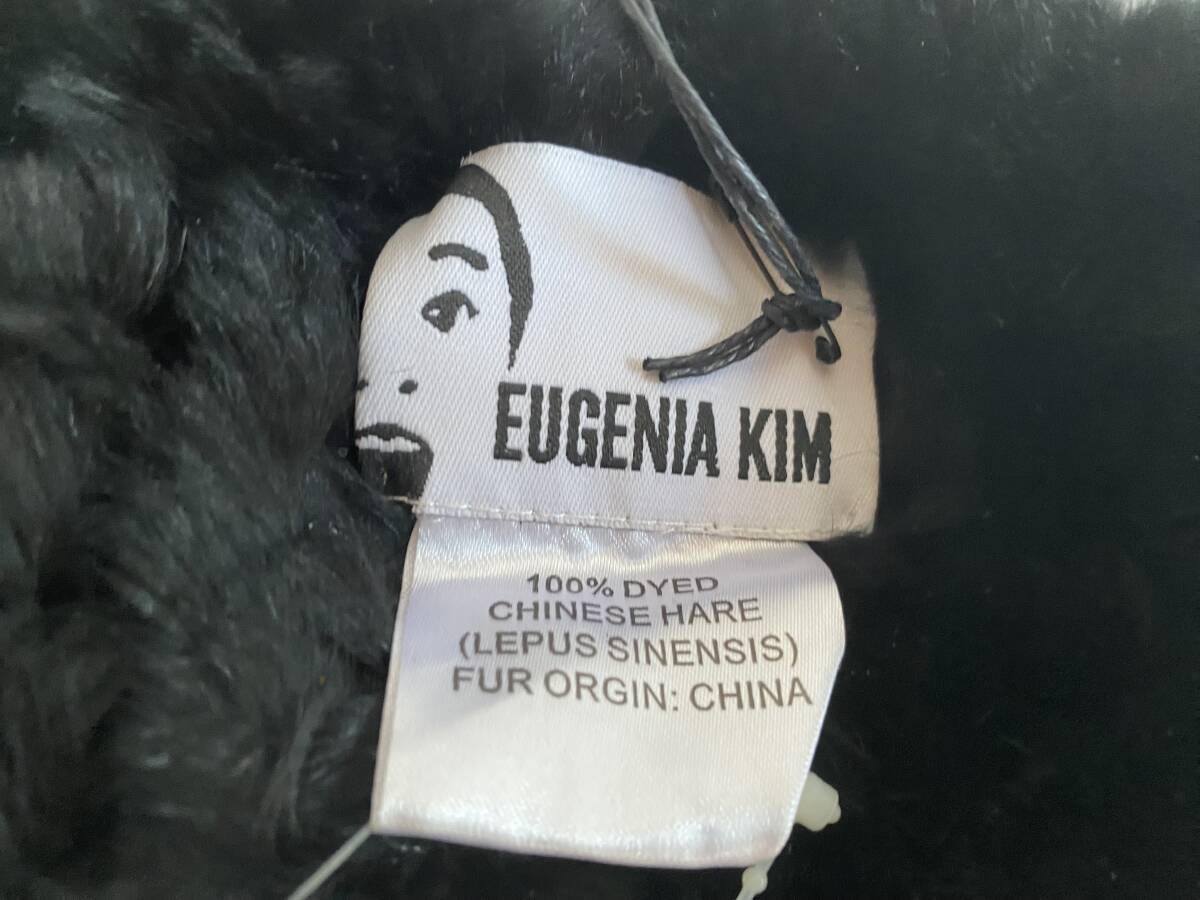 EUGENIA KIM
100% DYED
CHINESE HARE
(LEPUS SINENSIS)
FUR ORGIN: CHINA